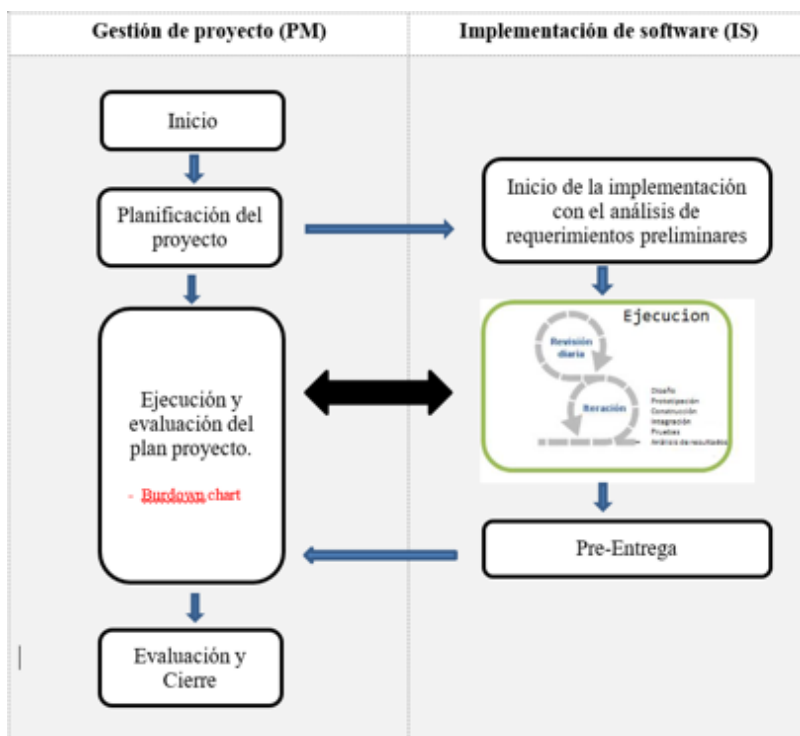 Gestión de proyecto (PM)
Implementación de software (IS)
Inicio
Planificación del
proyecto
Ejecución y
evaluación del
plan proyecto.
- Burdown chart
Evaluación y
Cierre
Inicio de la implementación
con el análisis de
requerimientos preliminares
Ejecucion
Revisión
diaria
Iteración
Diseño
Prototipación
Construcción
Integración
Pruebas
Análisis de resultados
Pre-Entrega